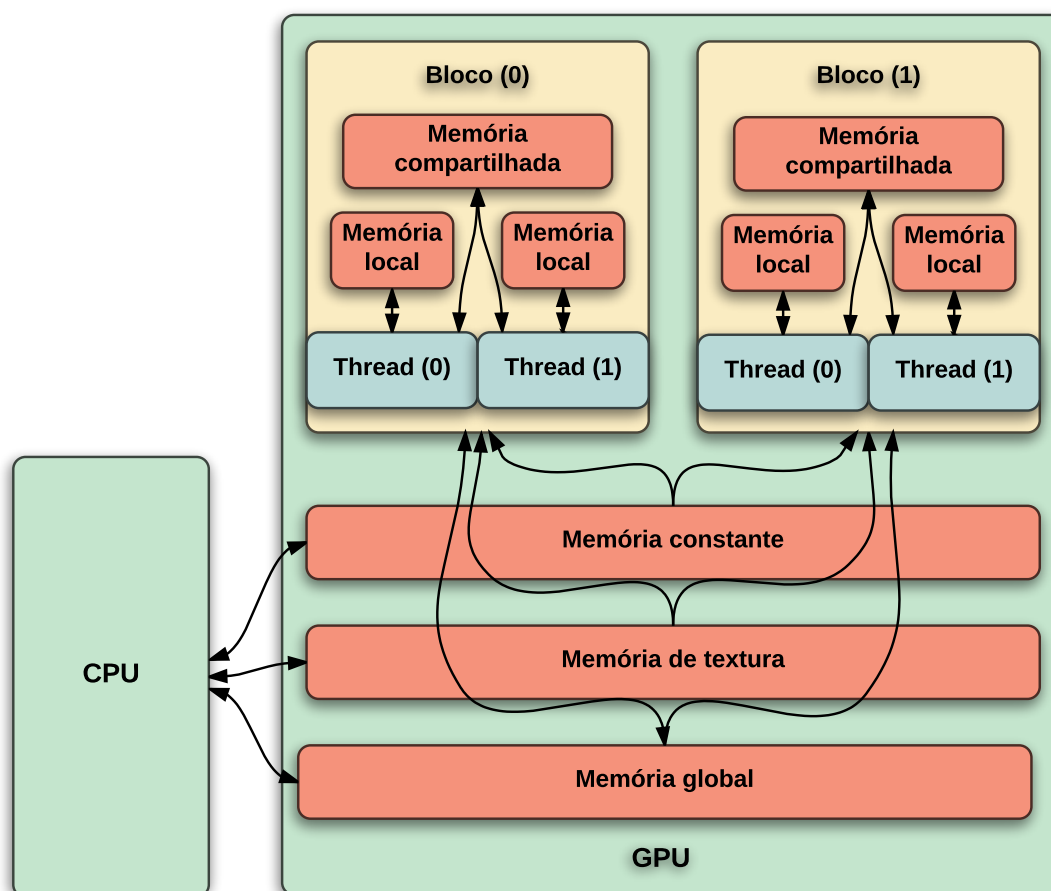 Bloco (0)
Memória
compartilhada
Memória
local
Memória
local
Thread (0)
Thread (1)
Bloco (1)
Memória
compartilhada
Memória
local
Memória
local
Thread (0)
Thread (1)
CPU
Memória constante
Memória de textura
Memória global
GPU